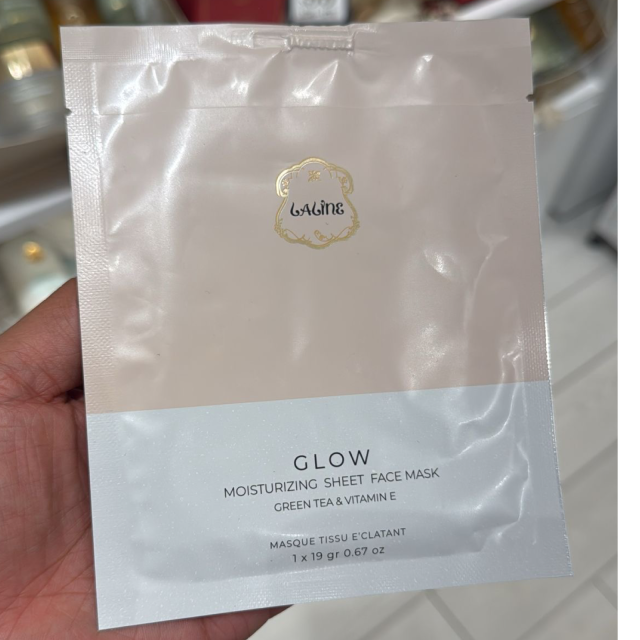 LALINE
GLOW
MOISTURIZING SHEET FACE MASK
GREEN TEA & VITAMIN E
MASQUE TISSU E'CLATANT
1 x 19 gr 0.67 oz